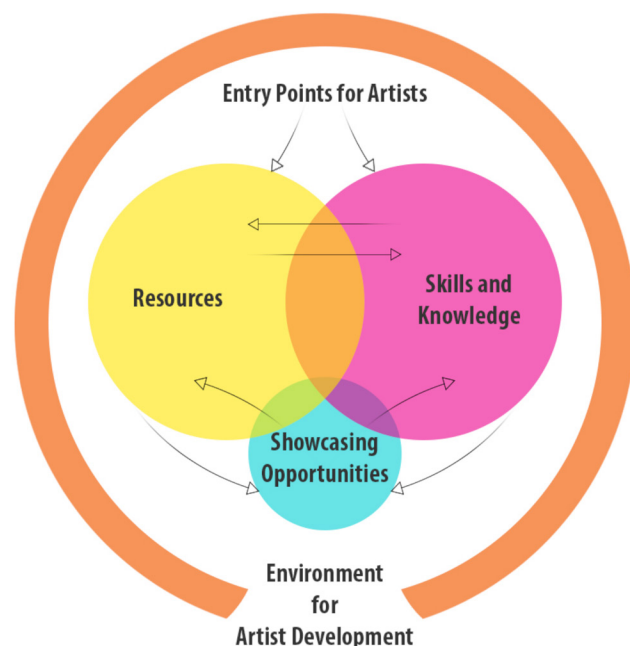 Entry Points for Artists
Resources
Skills and
Knowledge
Showcasing
Opportunities
Environment
for
Artist Development